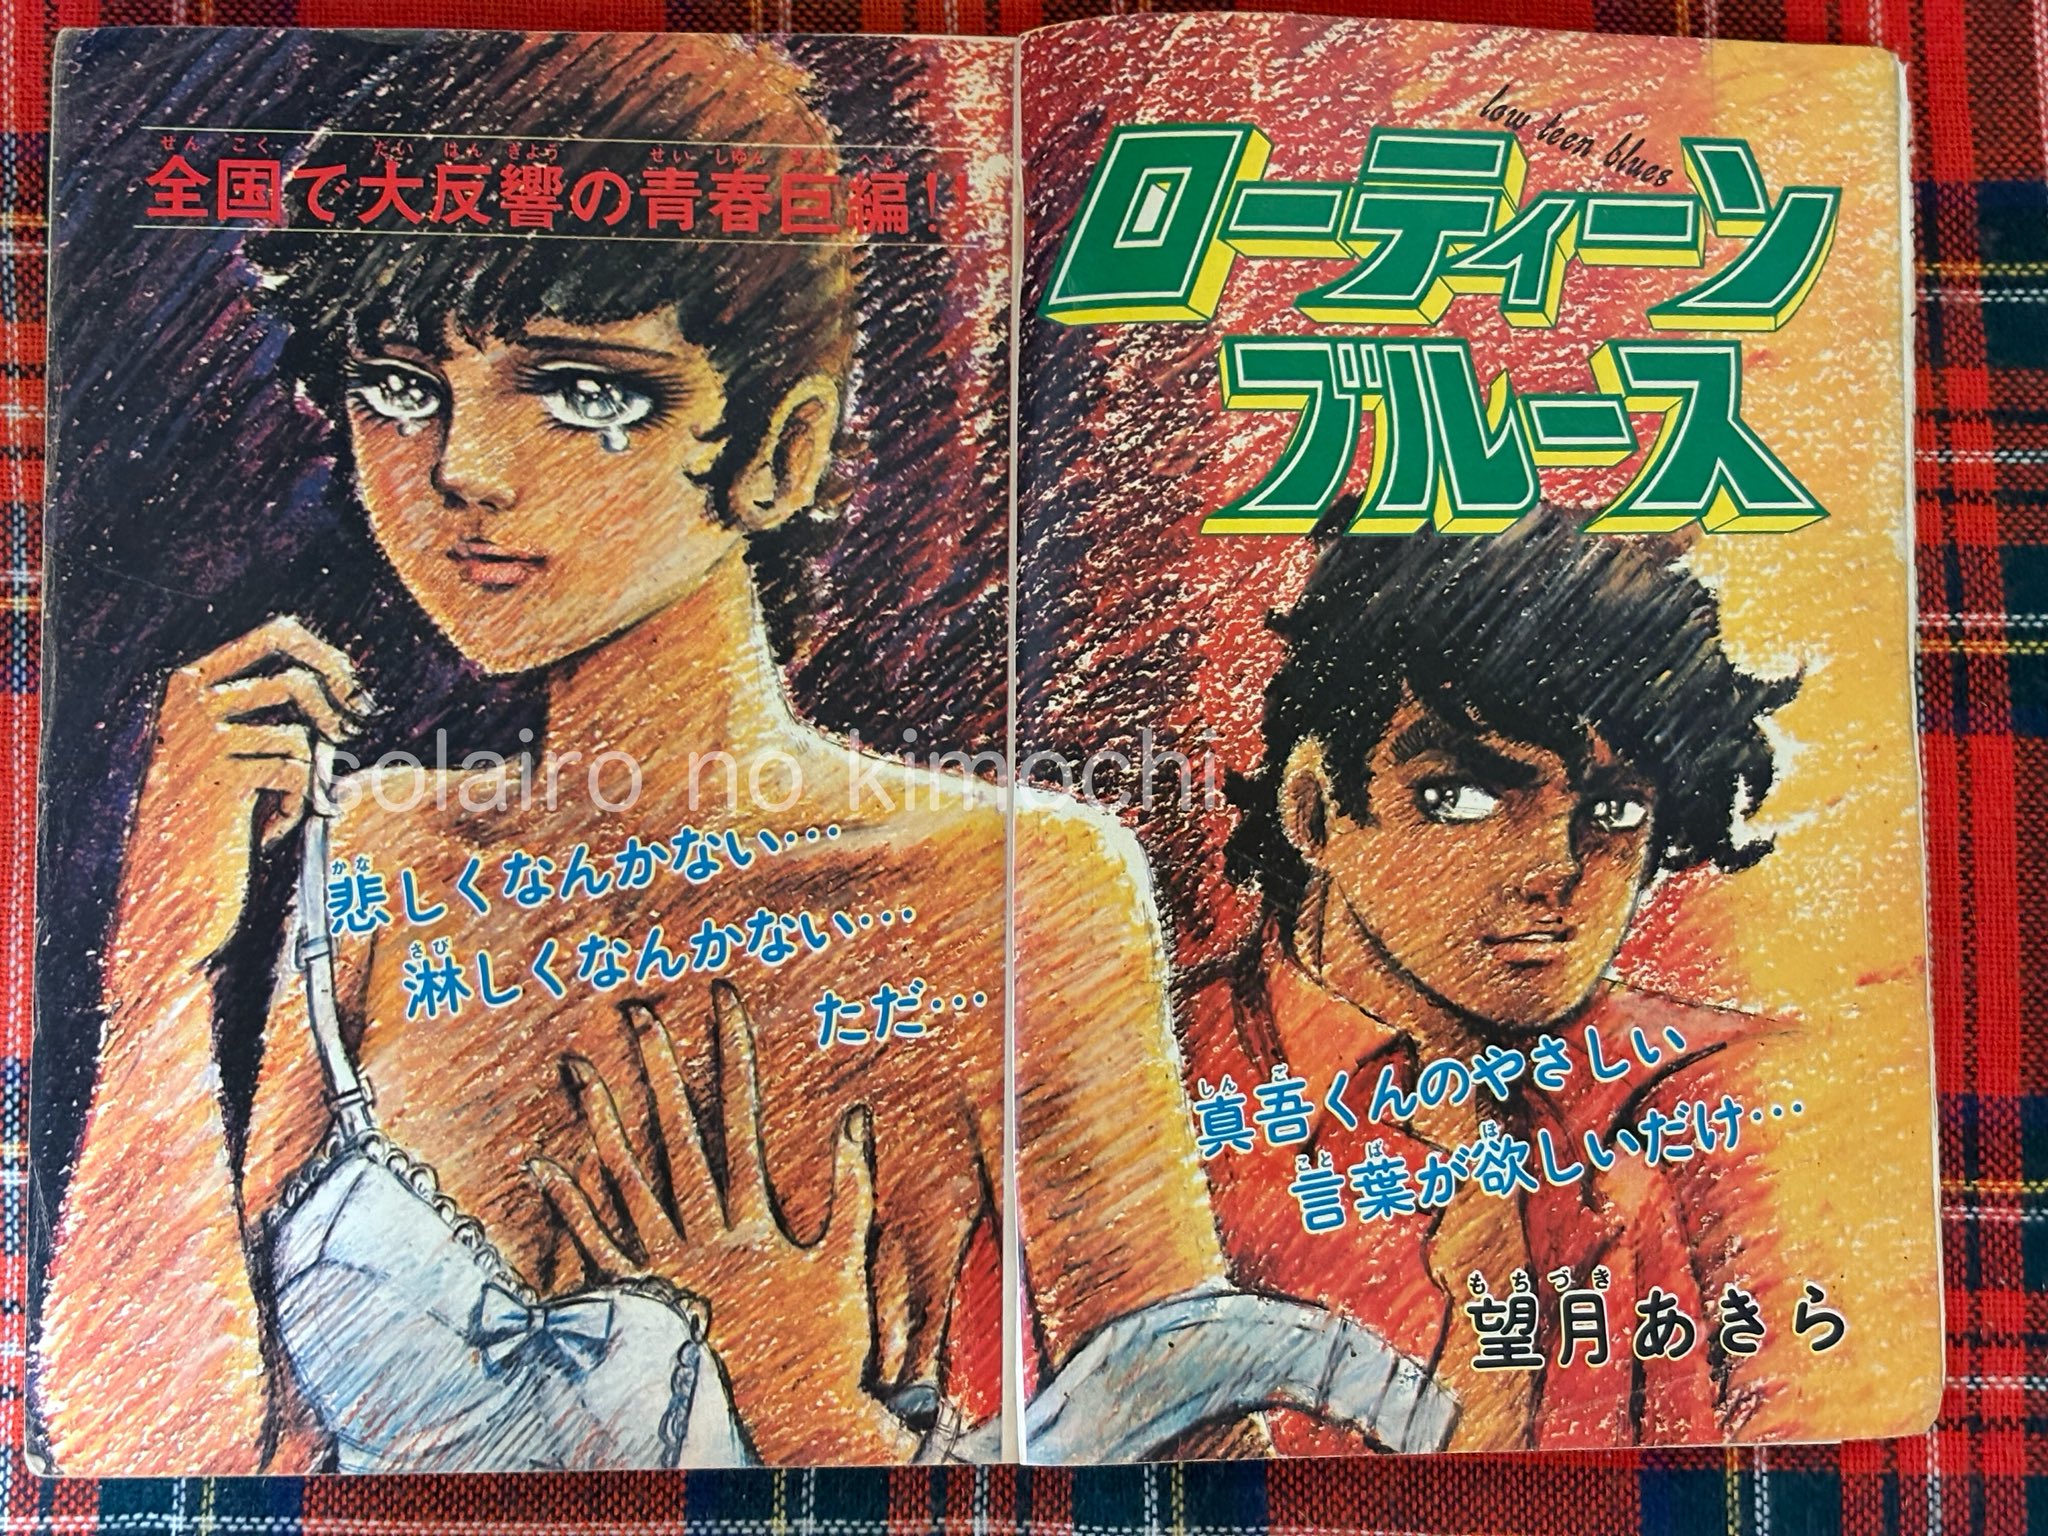 全国で大反響の青春巨編!!
low teen blues
ローティーン
ブルース
悲しくなんかない…
淋しくなんかない…
ただ…
真吾くんのやさしい
言葉が欲しいだけ…
望月あきら
solairo no kimochi